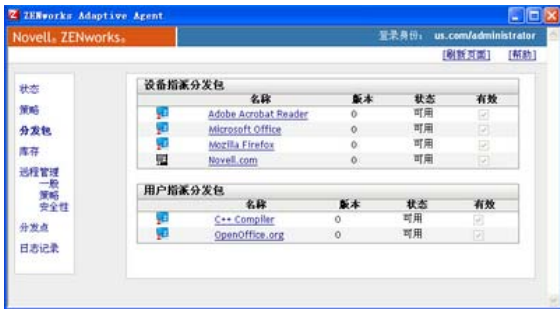 ZENworks Adaptive Agent
Novell® ZENworks®
登录身份: us.com/administrator
[刷新页面] [帮助]
状态
策略
分发包
库存
远程管理
一般
策略
安全性
分发点
日志记录
设备指派分发包
名称 版本 状态 有效
Adobe Acrobat Reader 0 可用
Microsoft Office 0 可用
Mozilla Firefox 0 可用
Novell.com 0 可用
用户指派分发包
名称 版本 状态 有效
C++ Compiler 0 可用
OpenOffice.org 0 可用